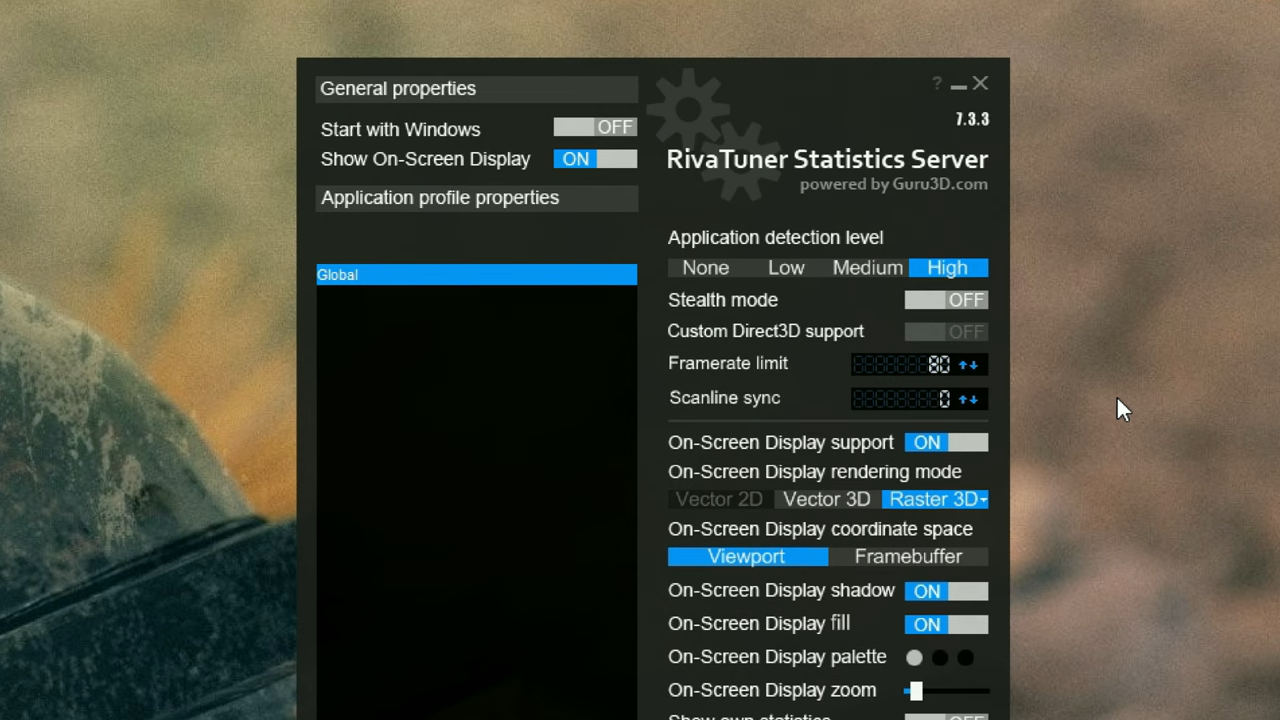 General properties
Start with Windows OFF
Show On-Screen Display ON
Application profile properties
Global
?
7.3.3
RivaTuner Statistics Server
powered by Guru3D.com
Application detection level
None Low Medium High
Stealth mode OFF
Custom Direct3D support OFF
Framerate limit 80
Scanline sync 0
On-Screen Display support ON
On-Screen Display rendering mode
Vector 2D Vector 3D Raster 3D
On-Screen Display coordinate space
Viewport Framebuffer
On-Screen Display shadow ON
On-Screen Display fill ON
On-Screen Display palette
On-Screen Display zoom
Show own statistics OFF